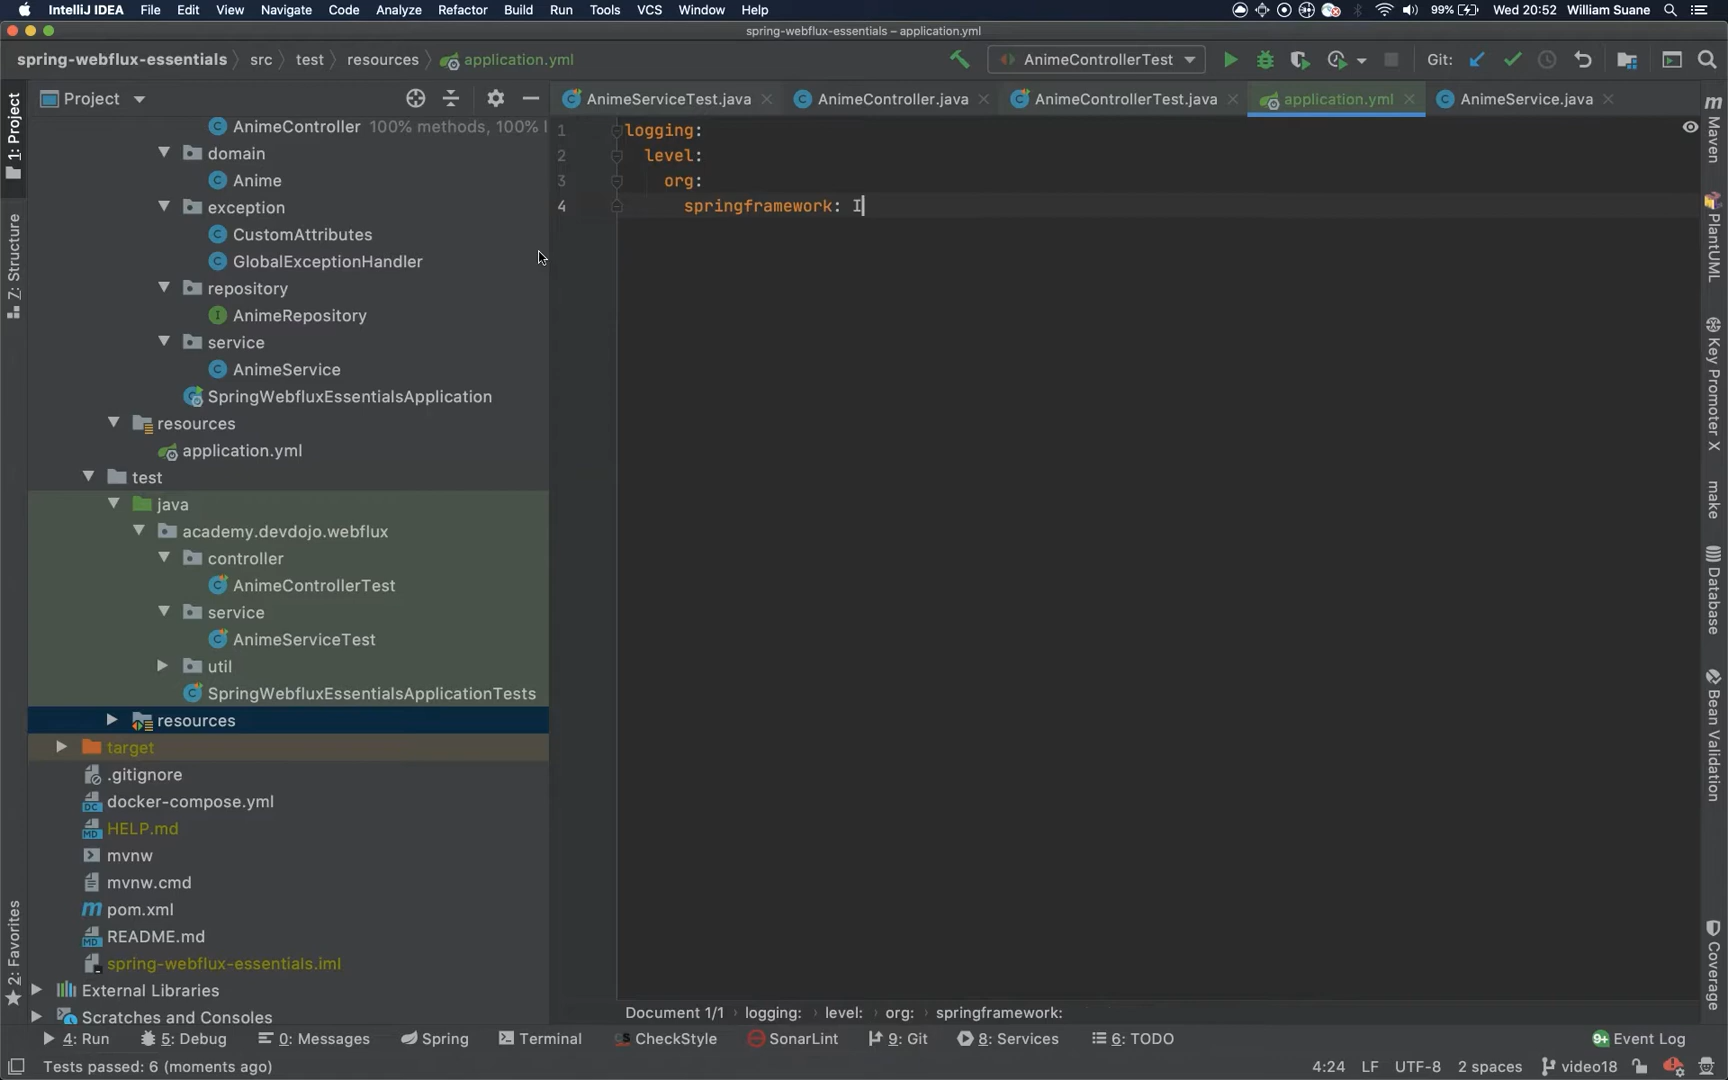 IntelliJ IDEA File Edit View Navigate Code Analyze Refactor Build Run Tools VCS Window Help 99% Wed 20:52 William Suane
spring-webflux-essentials – application.yml
spring-webflux-essentials src test resources application.yml AnimeControllerTest Git:
1: Project
Z: Structure
2: Favorites
Project
AnimeServiceTest.java AnimeController.java AnimeControllerTest.java application.yml AnimeService.java
AnimeController 100% methods, 100% l
domain
Anime
exception
CustomAttributes
GlobalExceptionHandler
repository
AnimeRepository
service
AnimeService
SpringWebfluxEssentialsApplication
resources
application.yml
test
java
academy.devdojo.webflux
controller
AnimeControllerTest
service
AnimeServiceTest
util
SpringWebfluxEssentialsApplicationTests
resources
target
.gitignore
docker-compose.yml
HELP.md
mvnw
mvnw.cmd
pom.xml
README.md
spring-webflux-essentials.iml
External Libraries
Scratches and Consoles
1 logging:
2 level:
3 org:
4 springframework: I
Maven
PlantUML
Key Promoter X
make
Database
Bean Validation
Coverage
Document 1/1 logging: level: org: springframework:
4: Run 5: Debug 0: Messages Spring Terminal CheckStyle SonarLint 9: Git 8: Services 6: TODO 9+ Event Log
Tests passed: 6 (moments ago) 4:24 LF UTF-8 2 spaces video18